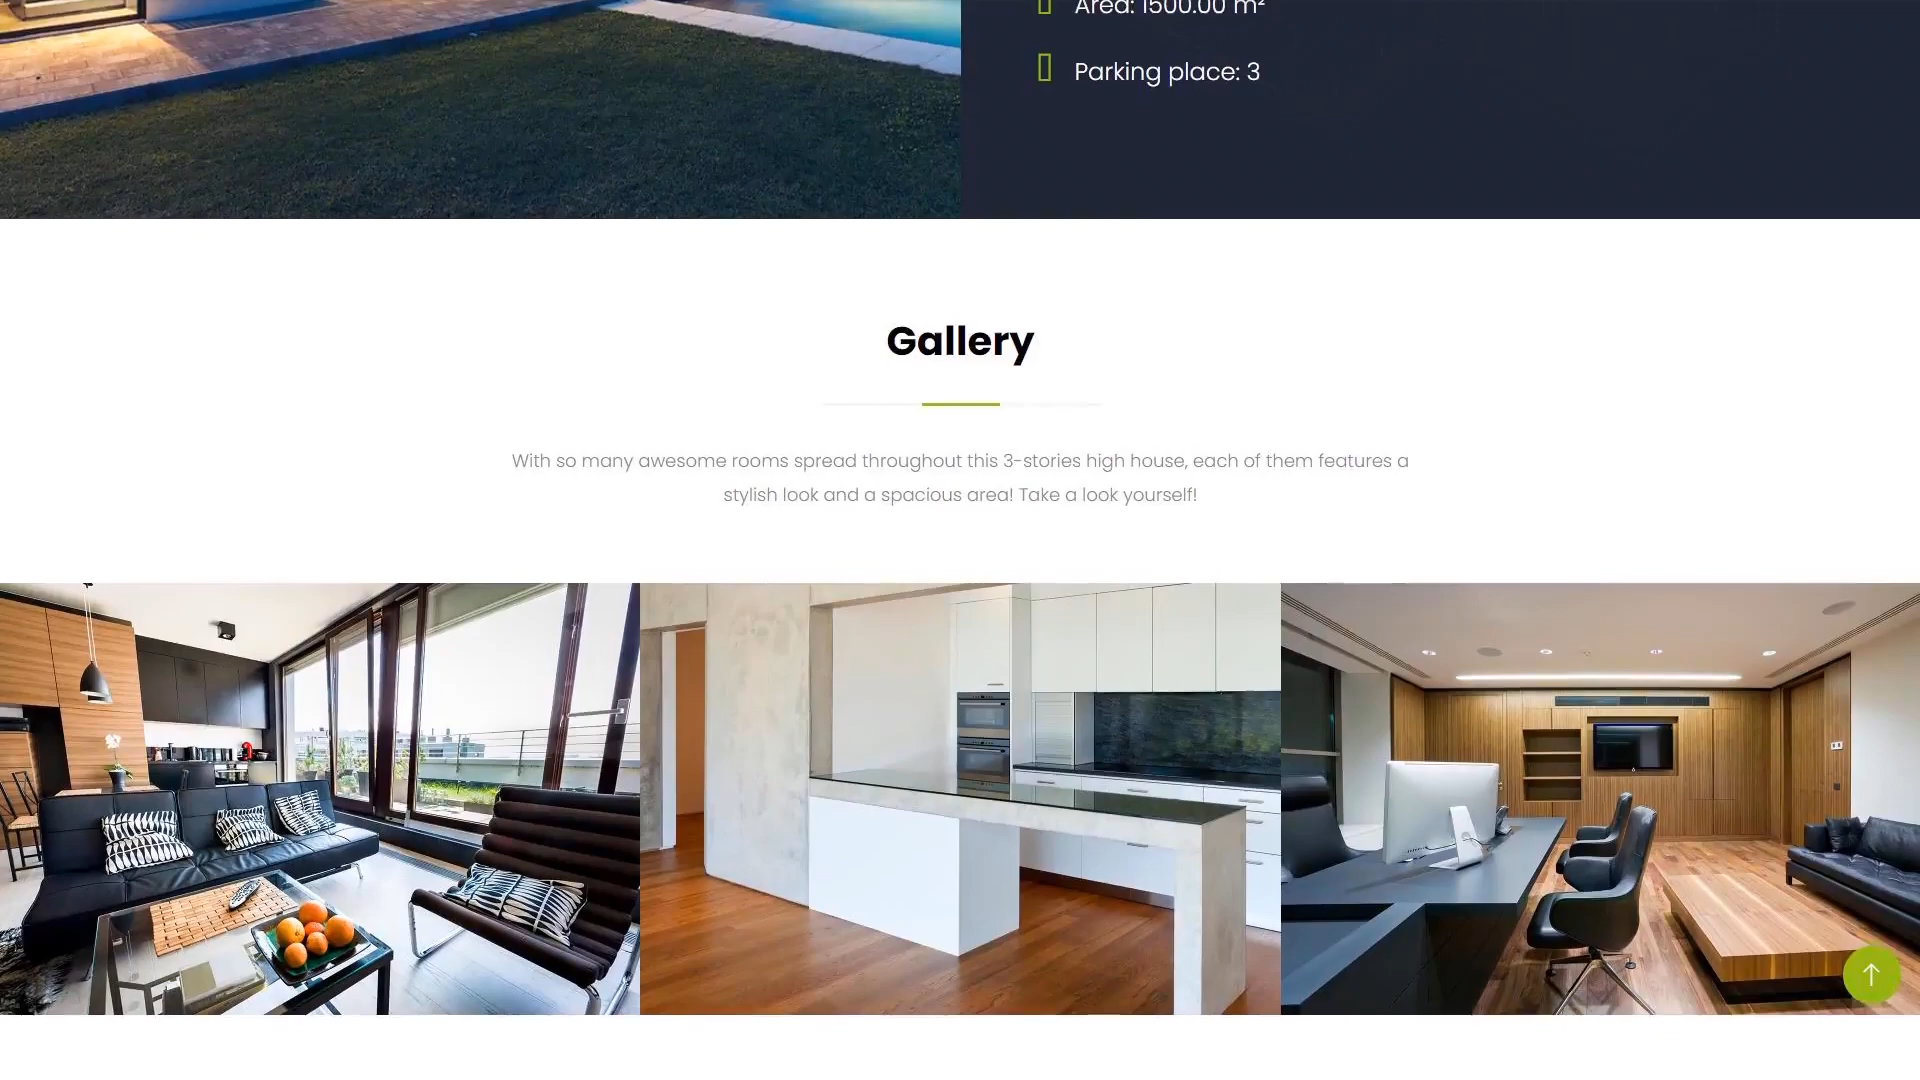 Area: 1500.00 m²
Parking place: 3
Gallery
With so many awesome rooms spread throughout this 3-stories high house, each of them features a
stylish look and a spacious area! Take a look yourself!